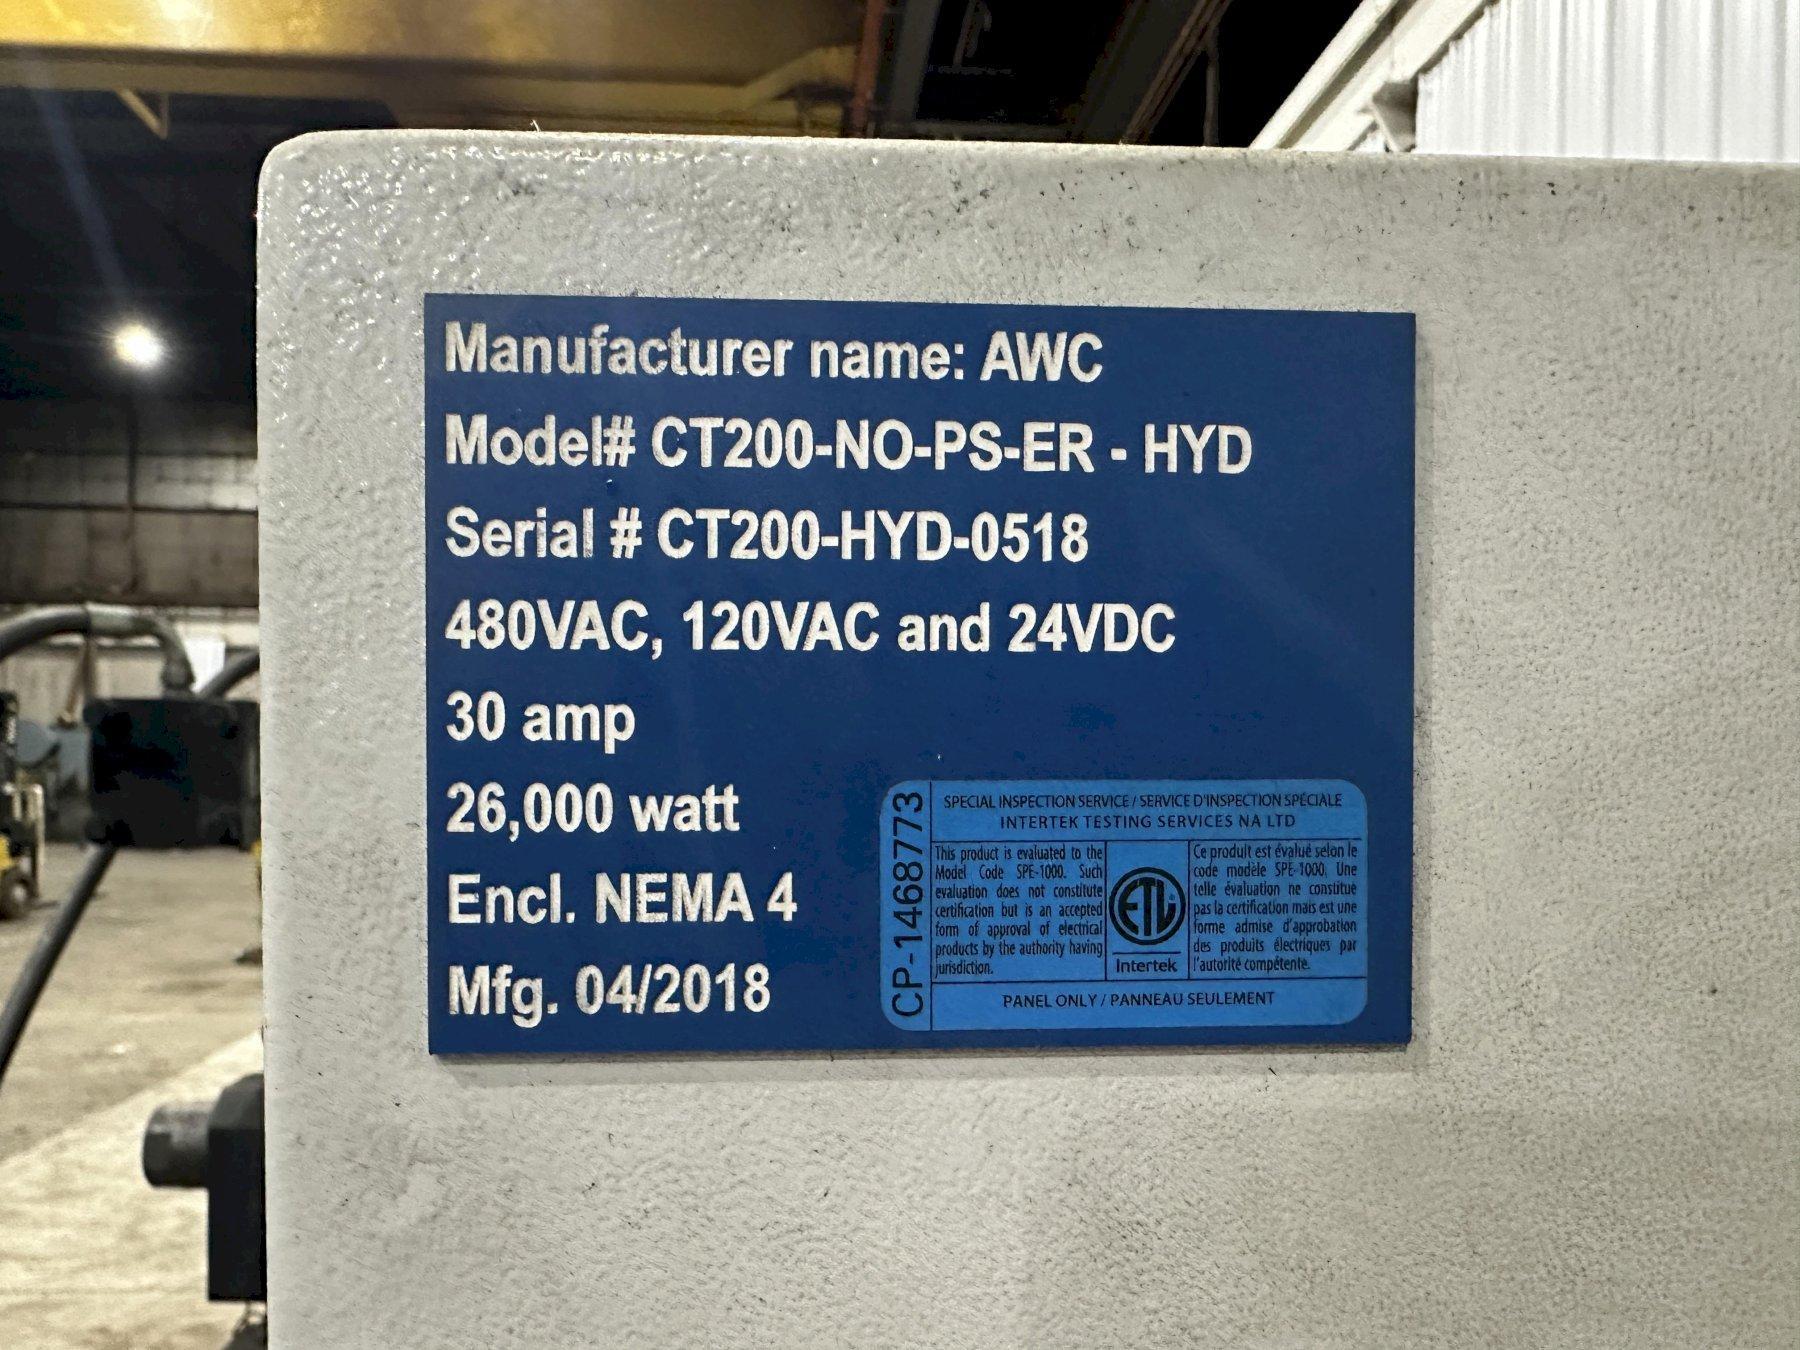 Manufacturer name: AWC
Model# CT200-NO-PS-ER - HYD
Serial # CT200-HYD-0518
480VAC, 120VAC and 24VDC
30 amp
26,000 watt
Encl. NEMA 4
Mfg. 04/2018
CP-1468773
SPECIAL INSPECTION SERVICE / SERVICE D'INSPECTION SPÉCIALE
INTERTEK TESTING SERVICES NA LTD
This product is evaluated to the
Model Code SPE-1000. Such
evaluation does not constitute
certification but is an accepted
form of approval of electrical
products by the authority having
jurisdiction.
ETL
Intertek
Ce produit est évalué selon le
code modèle SPE-1000. Une
telle évaluation ne constitue
pas la certification mais est une
forme admise d'approbation
des produits électriques par
l'autorité compétente.
PANEL ONLY / PANNEAU SEULEMENT